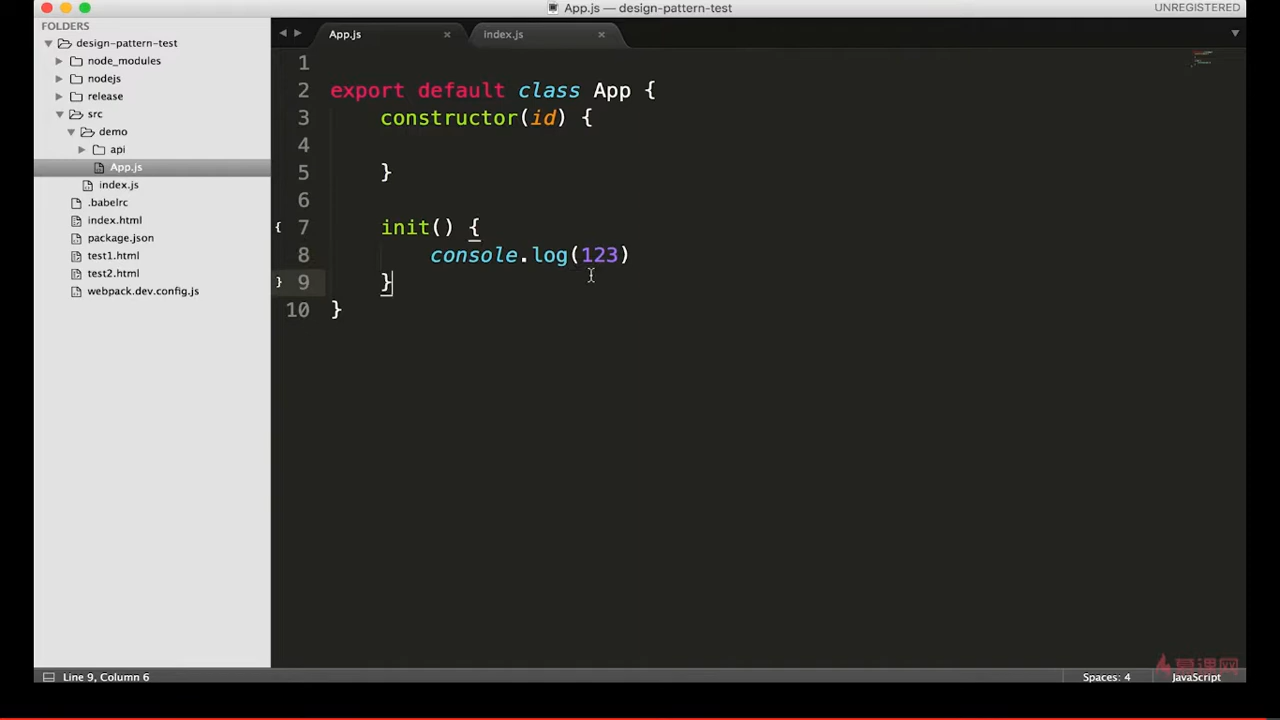 App.js — design-pattern-test
UNREGISTERED
FOLDERS
design-pattern-test
node_modules
nodejs
release
src
demo
api
App.js
index.js
.babelrc
index.html
package.json
test1.html
test2.html
webpack.dev.config.js
App.js × index.js ×
1
2 export default class App {
3 constructor(id) {
4
5 }
6
7 init() {
8 console.log(123)
9 }
10 }
慕课网
Line 9, Column 6
Spaces: 4
JavaScript